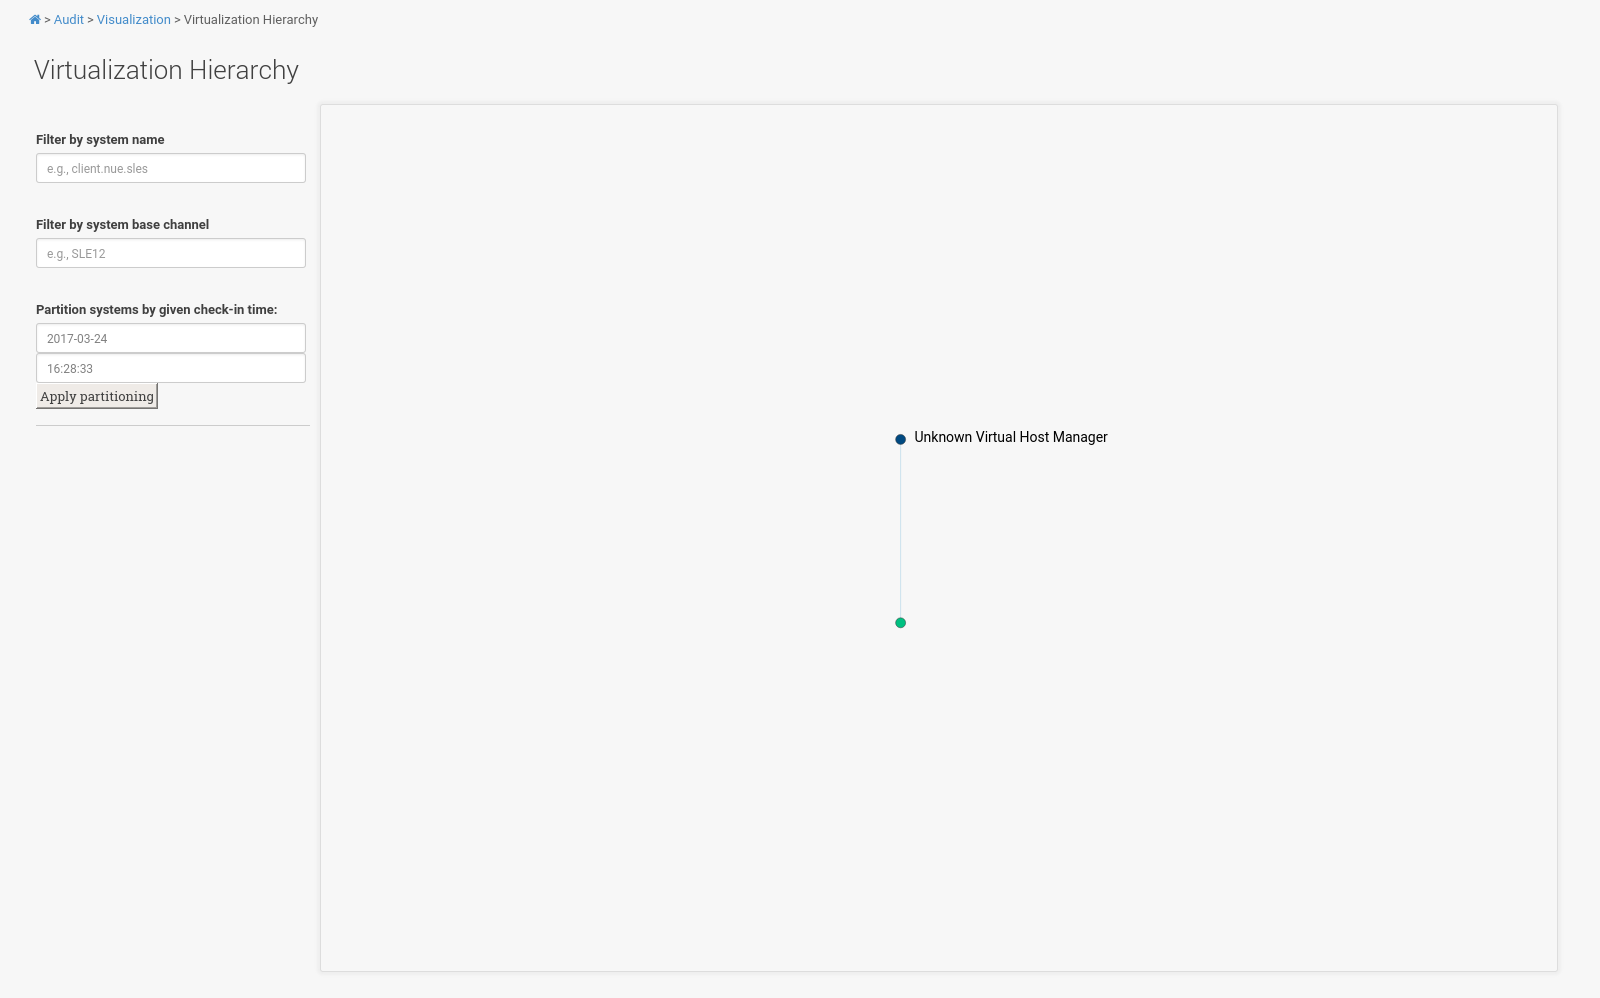 > Audit > Visualization > Virtualization Hierarchy
Virtualization Hierarchy
Filter by system name
e.g., client.nue.sles
Filter by system base channel
e.g., SLE12
Partition systems by given check-in time:
2017-03-24
16:28:33
Apply partitioning
Unknown Virtual Host Manager